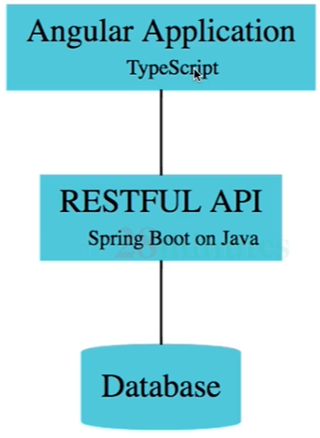 Angular Application
TypeScript
RESTFUL API
Spring Boot on Java
Database